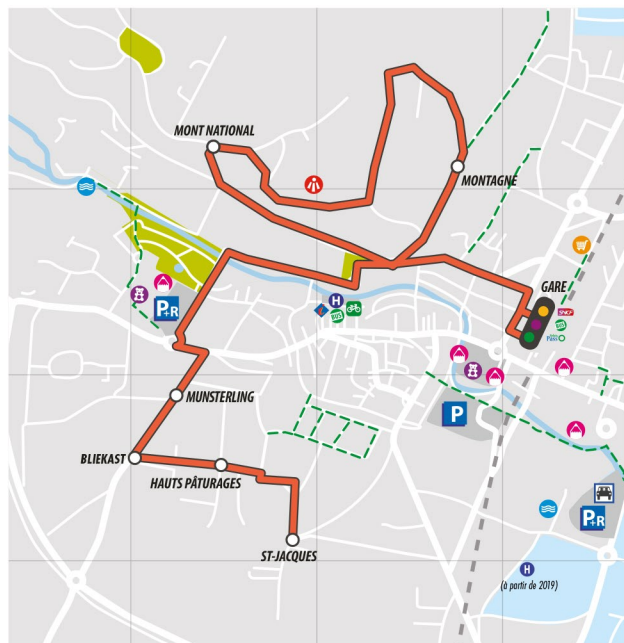 MONT NATIONAL
MONTAGNE
GARE
SNCF
H
P+R
P
MUNSTERLING
BLIEKAST
HAUTS PÂTURAGES
ST-JACQUES
P+R
H
(à partir de 2019)